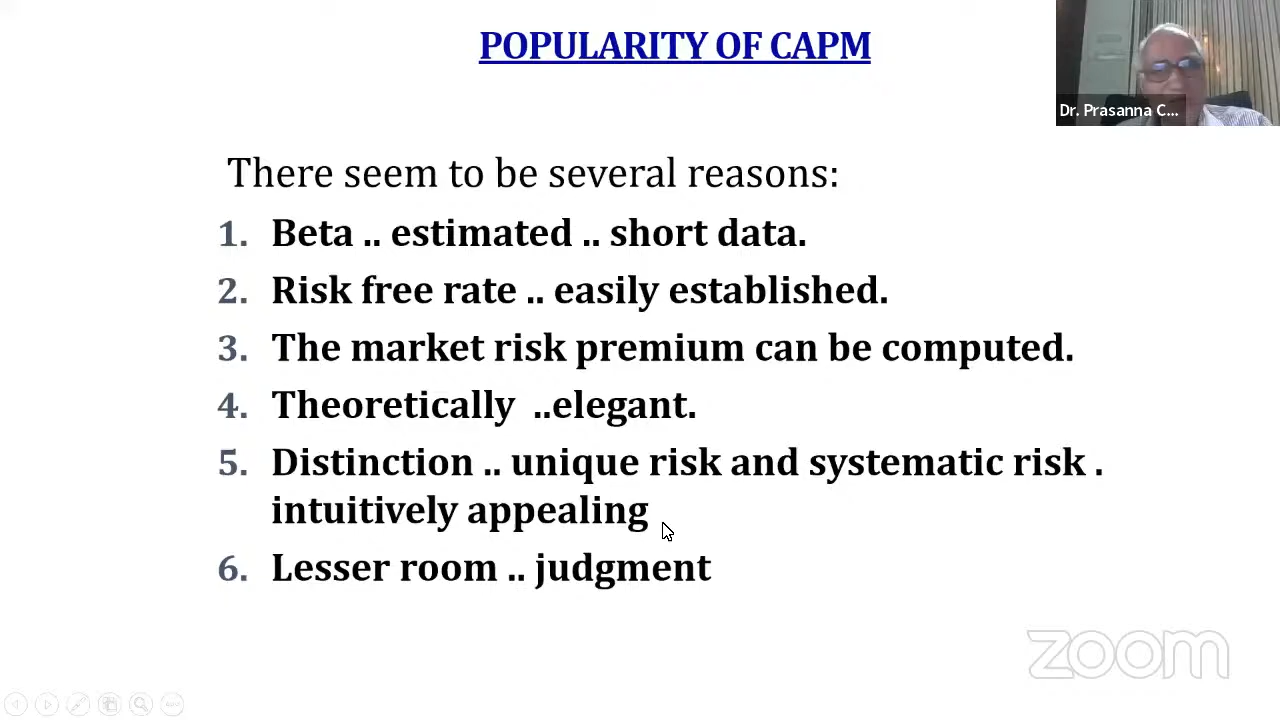 POPULARITY OF CAPM
Dr. Prasanna C...
There seem to be several reasons:
1. Beta .. estimated .. short data.
2. Risk free rate .. easily established.
3. The market risk premium can be computed.
4. Theoretically ..elegant.
5. Distinction .. unique risk and systematic risk .
intuitively appealing
6. Lesser room .. judgment
zoom